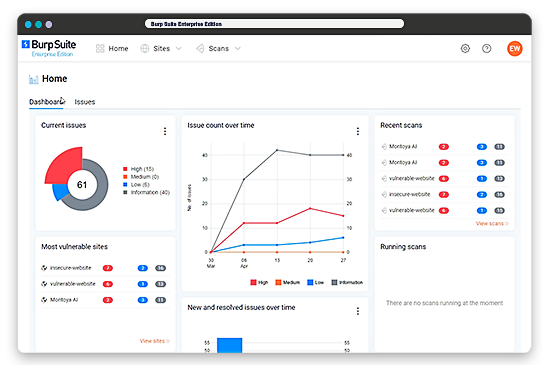 Burp Suite Enterprise Edition
Burp Suite
Enterprise Edition
Home
Sites
Scans
EW
Home
Dashboard
Issues
Current issues
61
High (15)
Medium (0)
Low (6)
Information (40)
Issue count over time
No. of issues
40
30
20
10
0
40
30
20
10
0
30
Mar
06
Apr
13
20
27
High
Medium
Low
Information
Recent scans
Montoya AI 2 3 11
Montoya AI 2 3 11
vulnerable-website 6 1 13
insecure-website 7 2 16
vulnerable-website 6 1 13
View scans
Most vulnerable sites
insecure-website 7 2 16
vulnerable-website 6 1 13
Montoya AI 2 3 11
View sites
Running scans
There are no scans running at the moment
New and resolved issues over time
55
50
55
50